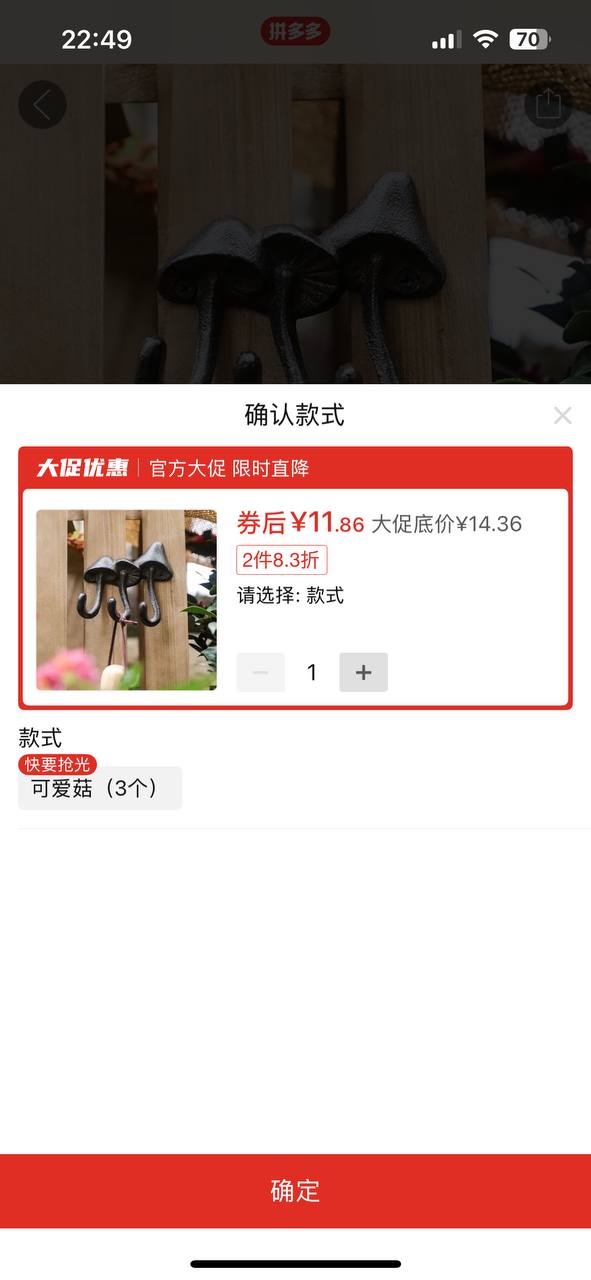 22:49
拼多多
70
确认款式
大促优惠 官方大促 限时直降
券后¥11.86 大促底价¥14.36
2件8.3折
请选择: 款式
1
款式
快要抢光
可爱菇（3个）
确定